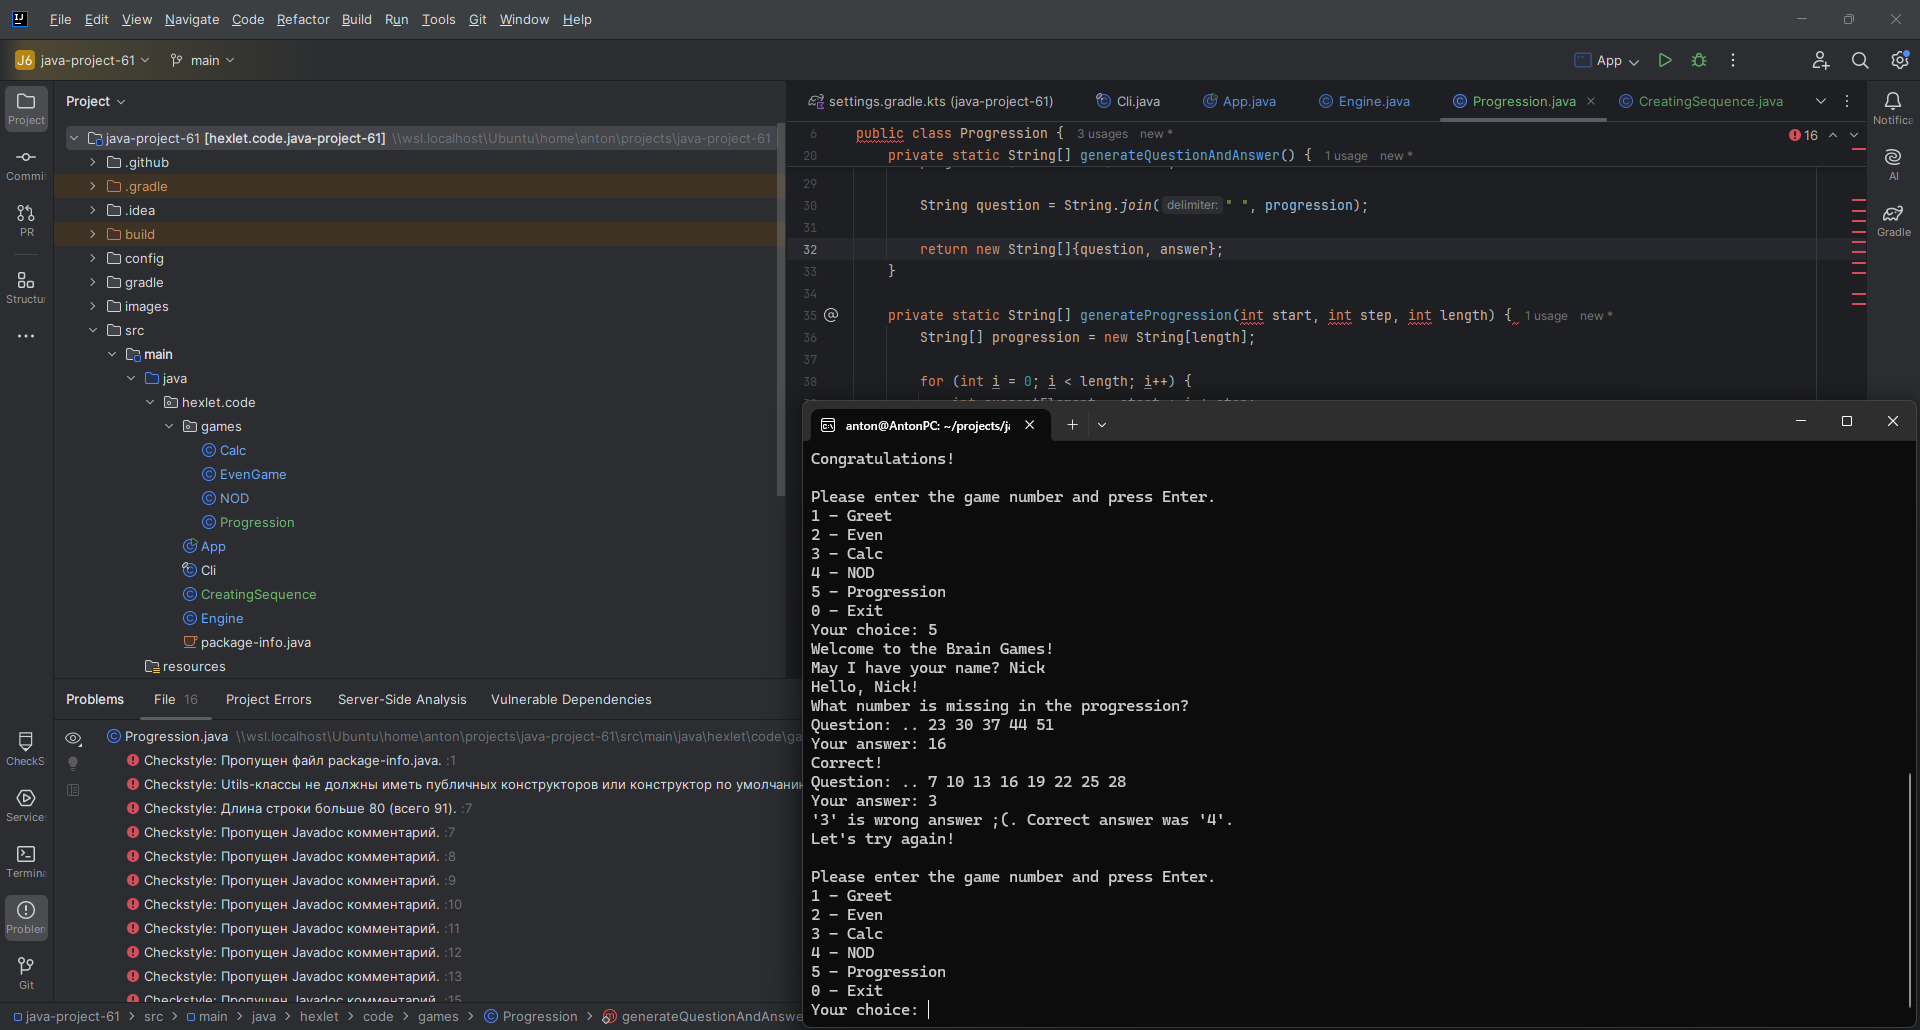 File Edit View Navigate Code Refactor Build Run Tools Git Window Help
J6 java-project-61 main App
Project
settings.gradle.kts (java-project-61) Cli.java App.java Engine.java Progression.java CreatingSequence.java
Project
Commi
PR
Structur
java-project-61 [hexlet.code.java-project-61] \\wsl.localhost\Ubuntu\home\anton\projects\java-project-61
.github
.gradle
.idea
build
config
gradle
images
src
main
java
hexlet.code
games
Calc
EvenGame
NOD
Progression
App
Cli
CreatingSequence
Engine
package-info.java
resources
6 public class Progression { 3 usages new *
20 private static String[] generateQuestionAndAnswer() { 1 usage new *
29
30 String question = String.join( delimiter: " ", progression);
31
32 return new String[]{question, answer};
33 }
34
35 private static String[] generateProgression(int start, int step, int length) { 1 usage new *
36 String[] progression = new String[length];
37
38 for (int i = 0; i < length; i++) {
16
Notifica
AI
Gradle
Problems File 16 Project Errors Server-Side Analysis Vulnerable Dependencies
Progression.java \\wsl.localhost\Ubuntu\home\anton\projects\java-project-61\src\main\java\hexlet\code\ga
Checkstyle: Пропущен файл package-info.java. :1
Checkstyle: Utils-классы не должны иметь публичных конструкторов или конструктор по умолчани
Checkstyle: Длина строки больше 80 (всего 91). :7
Checkstyle: Пропущен Javadoc комментарий. :7
Checkstyle: Пропущен Javadoc комментарий. :8
Checkstyle: Пропущен Javadoc комментарий. :9
Checkstyle: Пропущен Javadoc комментарий. :10
Checkstyle: Пропущен Javadoc комментарий. :11
Checkstyle: Пропущен Javadoc комментарий. :12
Checkstyle: Пропущен Javadoc комментарий. :13
Checkstyle: Пропущен Javadoc комментарий. :15
CheckS
Service
Termina
Problem
Git
java-project-61 > src > main > java > hexlet > code > games > Progression > generateQuestionAndAnswe
anton@AntonPC: ~/projects/j
Congratulations!
Please enter the game number and press Enter.
1 - Greet
2 - Even
3 - Calc
4 - NOD
5 - Progression
0 - Exit
Your choice: 5
Welcome to the Brain Games!
May I have your name? Nick
Hello, Nick!
What number is missing in the progression?
Question: .. 23 30 37 44 51
Your answer: 16
Correct!
Question: .. 7 10 13 16 19 22 25 28
Your answer: 3
'3' is wrong answer ;(. Correct answer was '4'.
Let's try again!
Please enter the game number and press Enter.
1 - Greet
2 - Even
3 - Calc
4 - NOD
5 - Progression
0 - Exit
Your choice: